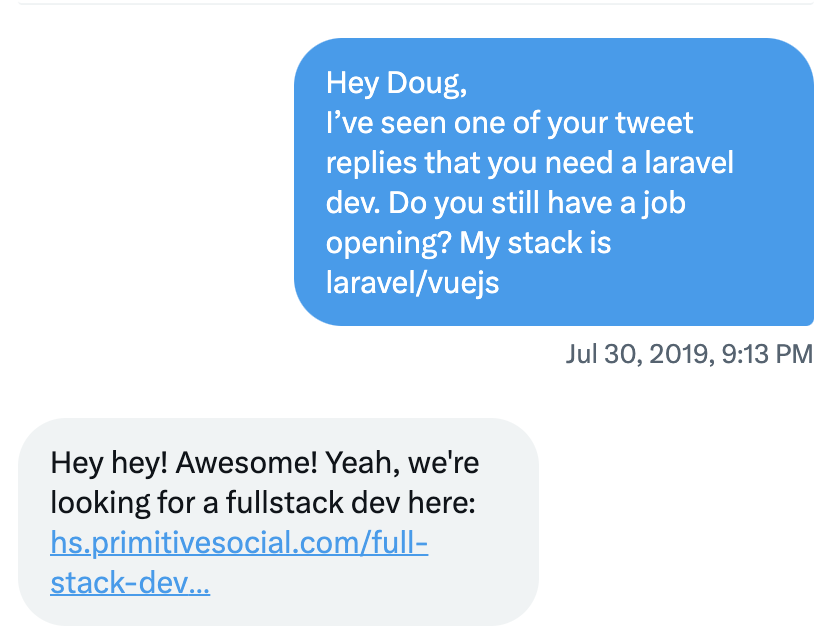 Hey Doug,
I’ve seen one of your tweet
replies that you need a laravel
dev. Do you still have a job
opening? My stack is
laravel/vuejs
Jul 30, 2019, 9:13 PM
Hey hey! Awesome! Yeah, we're
looking for a fullstack dev here:
hs.primitivesocial.com/full-
stack-dev...